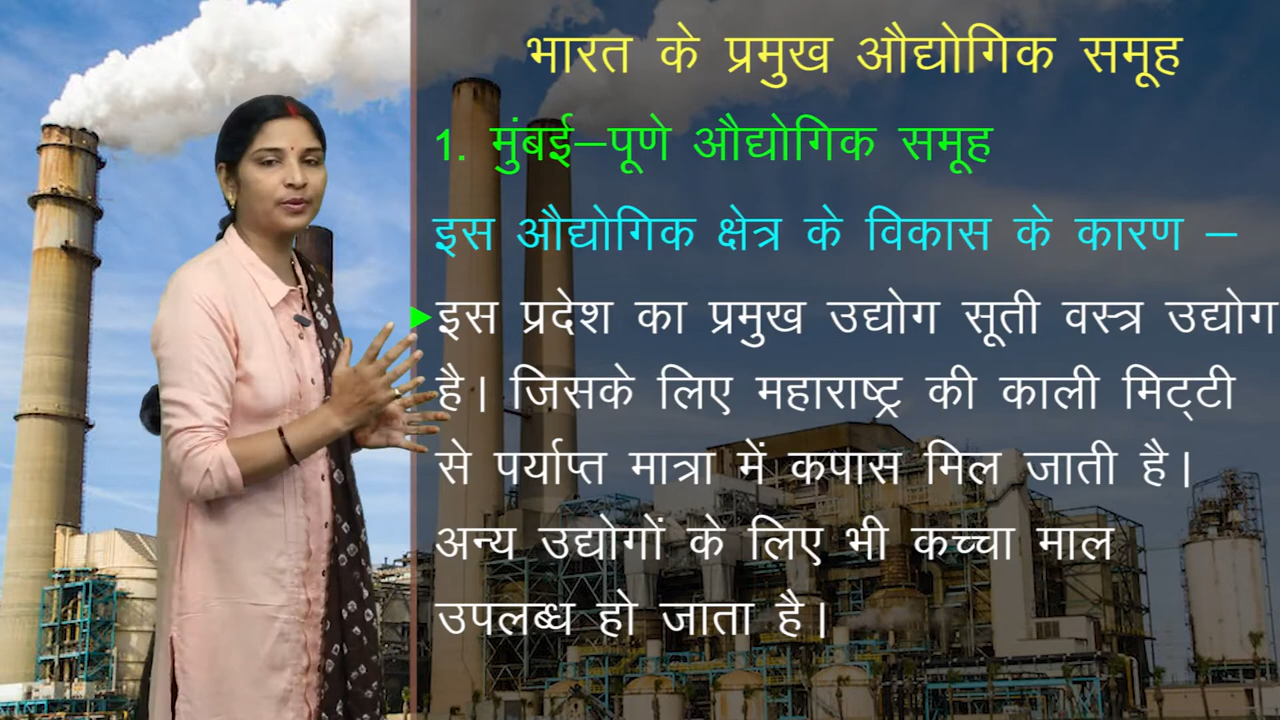 भारत के प्रमुख औद्योगिक समूह
1. मुंबई–पूणे औद्योगिक समूह
इस औद्योगिक क्षेत्र के विकास के कारण –
इस प्रदेश का प्रमुख उद्योग सूती वस्त्र उद्योग
है। जिसके लिए महाराष्ट्र की काली मिट्‌टी
से पर्याप्त मात्रा में कपास मिल जाती है।
अन्य उद्योगों के लिए भी कच्चा माल
उपलब्ध हो जाता है।